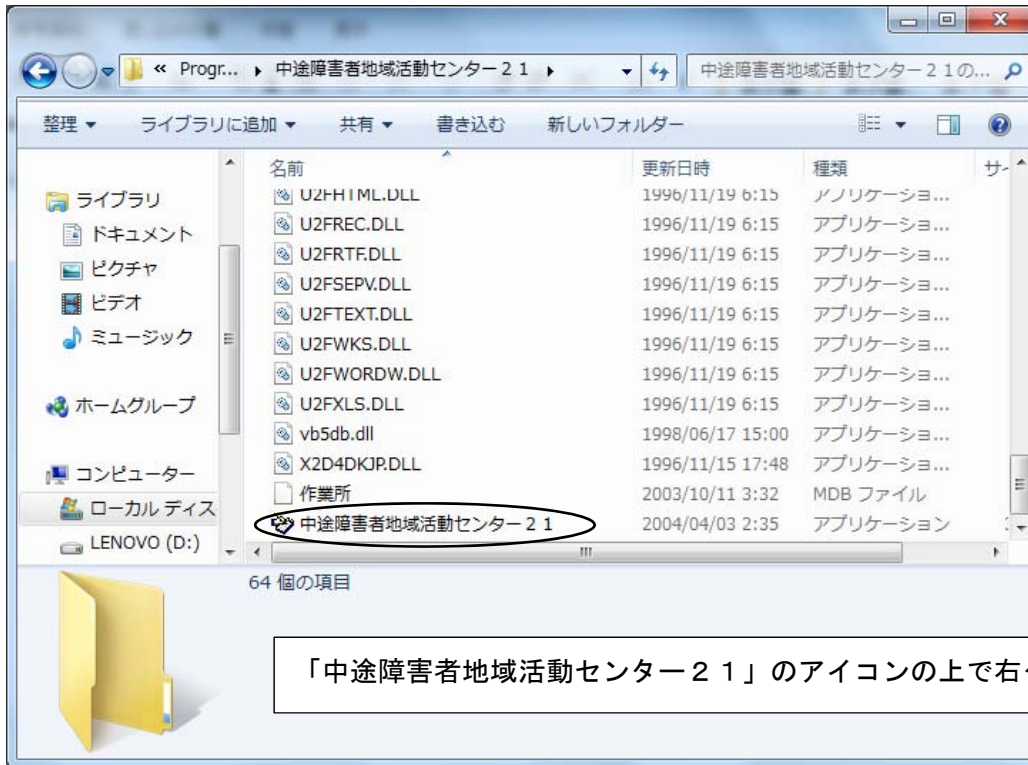 « Progr... ▸ 中途障害者地域活動センター２１ ▸
中途障害者地域活動センター２１の...
整理 ▼ ライブラリに追加 ▼ 共有 ▼ 書き込む 新しいフォルダー
名前 更新日時 種類 サ
ライブラリ
ドキュメント
ピクチャ
ビデオ
ミュージック
ホームグループ
コンピューター
ローカル ディス
LENOVO (D:)
U2FHTML.DLL 1996/11/19 6:15 アプリケーショ...
U2FREC.DLL 1996/11/19 6:15 アプリケーショ...
U2FRTF.DLL 1996/11/19 6:15 アプリケーショ...
U2FSEPV.DLL 1996/11/19 6:15 アプリケーショ...
U2FTEXT.DLL 1996/11/19 6:15 アプリケーショ...
U2FWKS.DLL 1996/11/19 6:15 アプリケーショ...
U2FWORDW.DLL 1996/11/19 6:15 アプリケーショ...
U2FXLS.DLL 1996/11/19 6:15 アプリケーショ...
vb5db.dll 1998/06/17 15:00 アプリケーショ...
X2D4DKJP.DLL 1996/11/15 17:48 アプリケーショ...
作業所 2003/10/11 3:32 MDB ファイル
中途障害者地域活動センター２１ 2004/04/03 2:35 アプリケーション
64 個の項目
「中途障害者地域活動センター２１」のアイコンの上で右